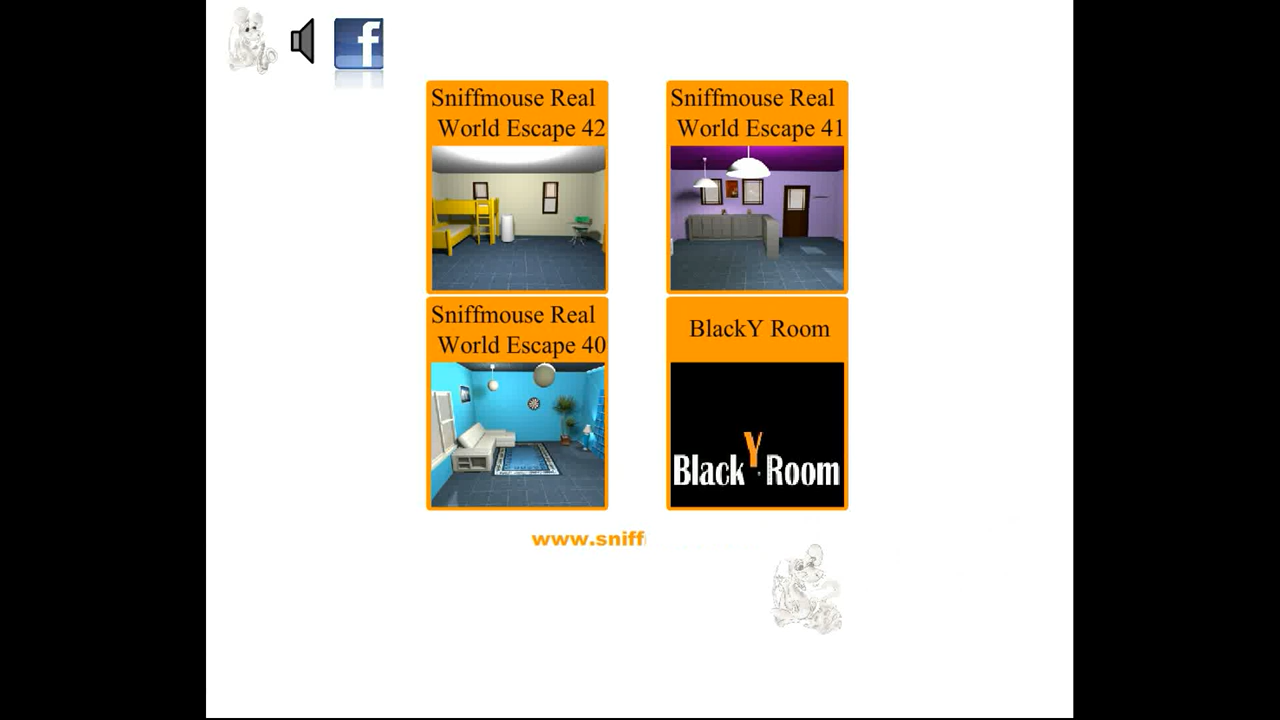 f
Sniffmouse Real
World Escape 42
Sniffmouse Real
World Escape 41
Sniffmouse Real
World Escape 40
BlackY Room
BlackY Room
www.sniff